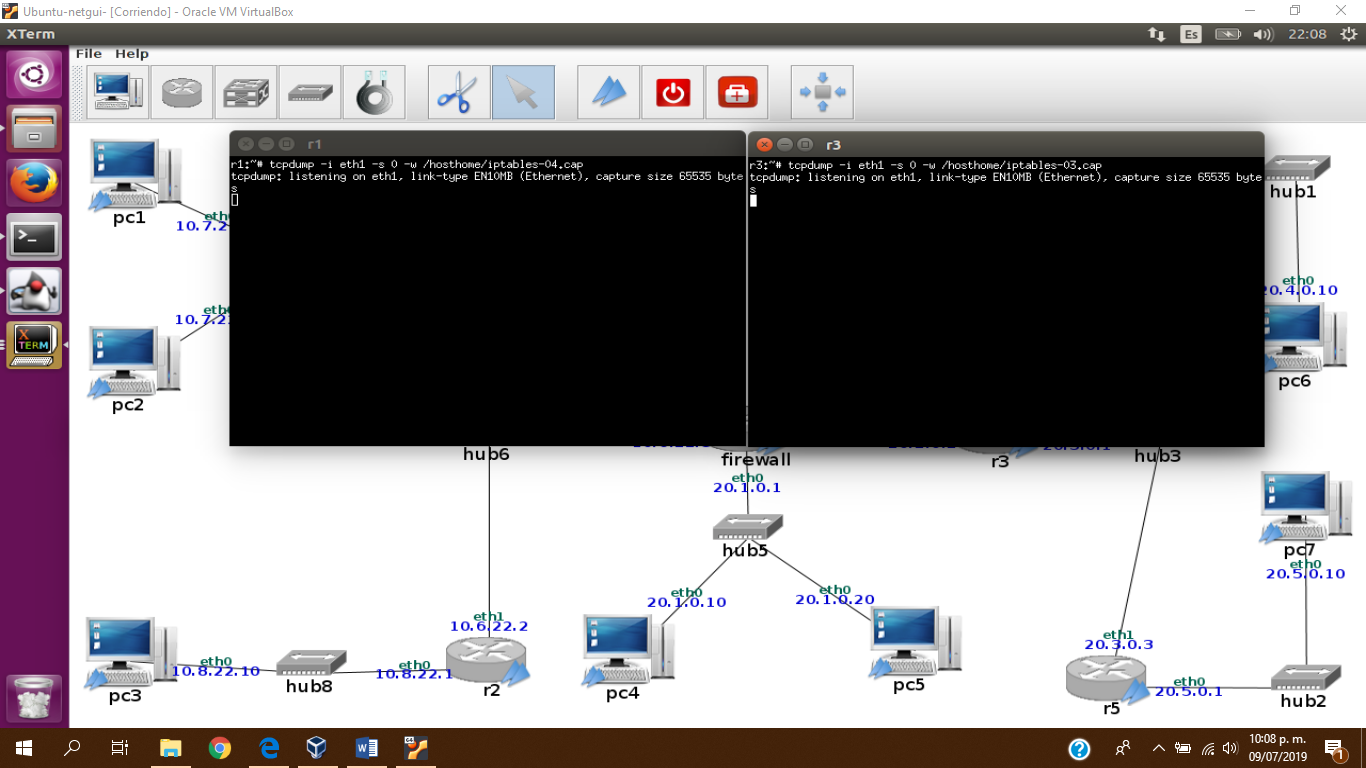 Ubuntu-netgui- [Corriendo] - Oracle VM VirtualBox
XTerm
Es
22:08
File Help
r1
r1:~# tcpdump -i eth1 -s 0 -w /hosthome/iptables-04.cap
tcpdump: listening on eth1, link-type EN10MB (Ethernet), capture size 65535 byte
s
r3
r3:~# tcpdump -i eth1 -s 0 -w /hosthome/iptables-03.cap
tcpdump: listening on eth1, link-type EN10MB (Ethernet), capture size 65535 byte
s
pc1
hub1
eth0
20.4.0.10
pc2
pc6
hub6
firewall
r3
hub3
eth0
20.1.0.1
hub5
pc7
eth0
20.5.0.10
eth0
20.1.0.10
eth0
20.1.0.20
eth1
10.6.22.2
eth1
20.3.0.3
eth0
10.8.22.10
eth0
10.8.22.1
pc3
hub8
r2
pc4
pc5
eth0
20.5.0.1
r5
hub2
X
TERM
10:08 p. m.
09/07/2019
1